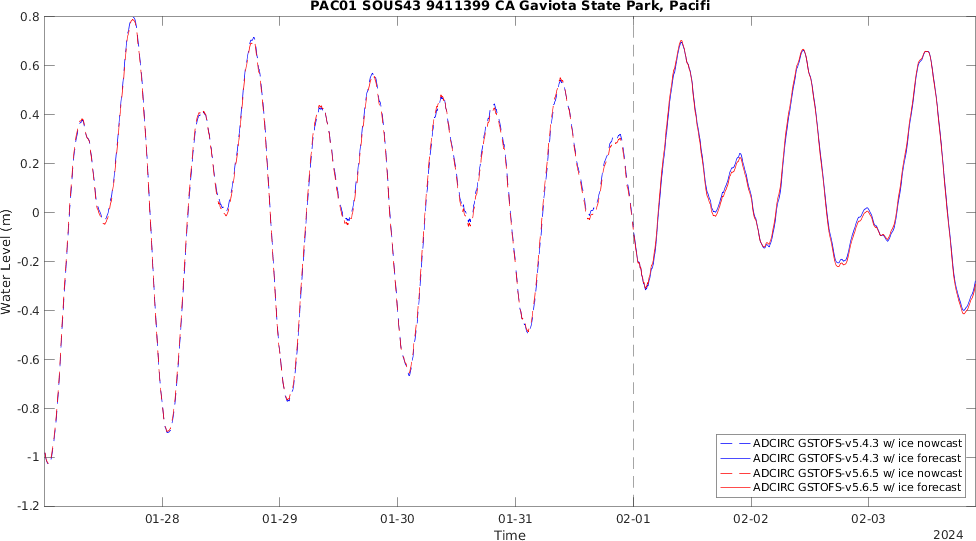 PAC01 SOUS43 9411399 CA Gaviota State Park, Pacifi
0.8
0.6
0.4
0.2
0
-0.2
-0.4
-0.6
-0.8
-1
-1.2
Water Level (m)
ADCIRC GSTOFS-v5.4.3 w/ ice nowcast
ADCIRC GSTOFS-v5.4.3 w/ ice forecast
ADCIRC GSTOFS-v5.6.5 w/ ice nowcast
ADCIRC GSTOFS-v5.6.5 w/ ice forecast
01-28 01-29 01-30 01-31 02-01 02-02 02-03
Time
2024